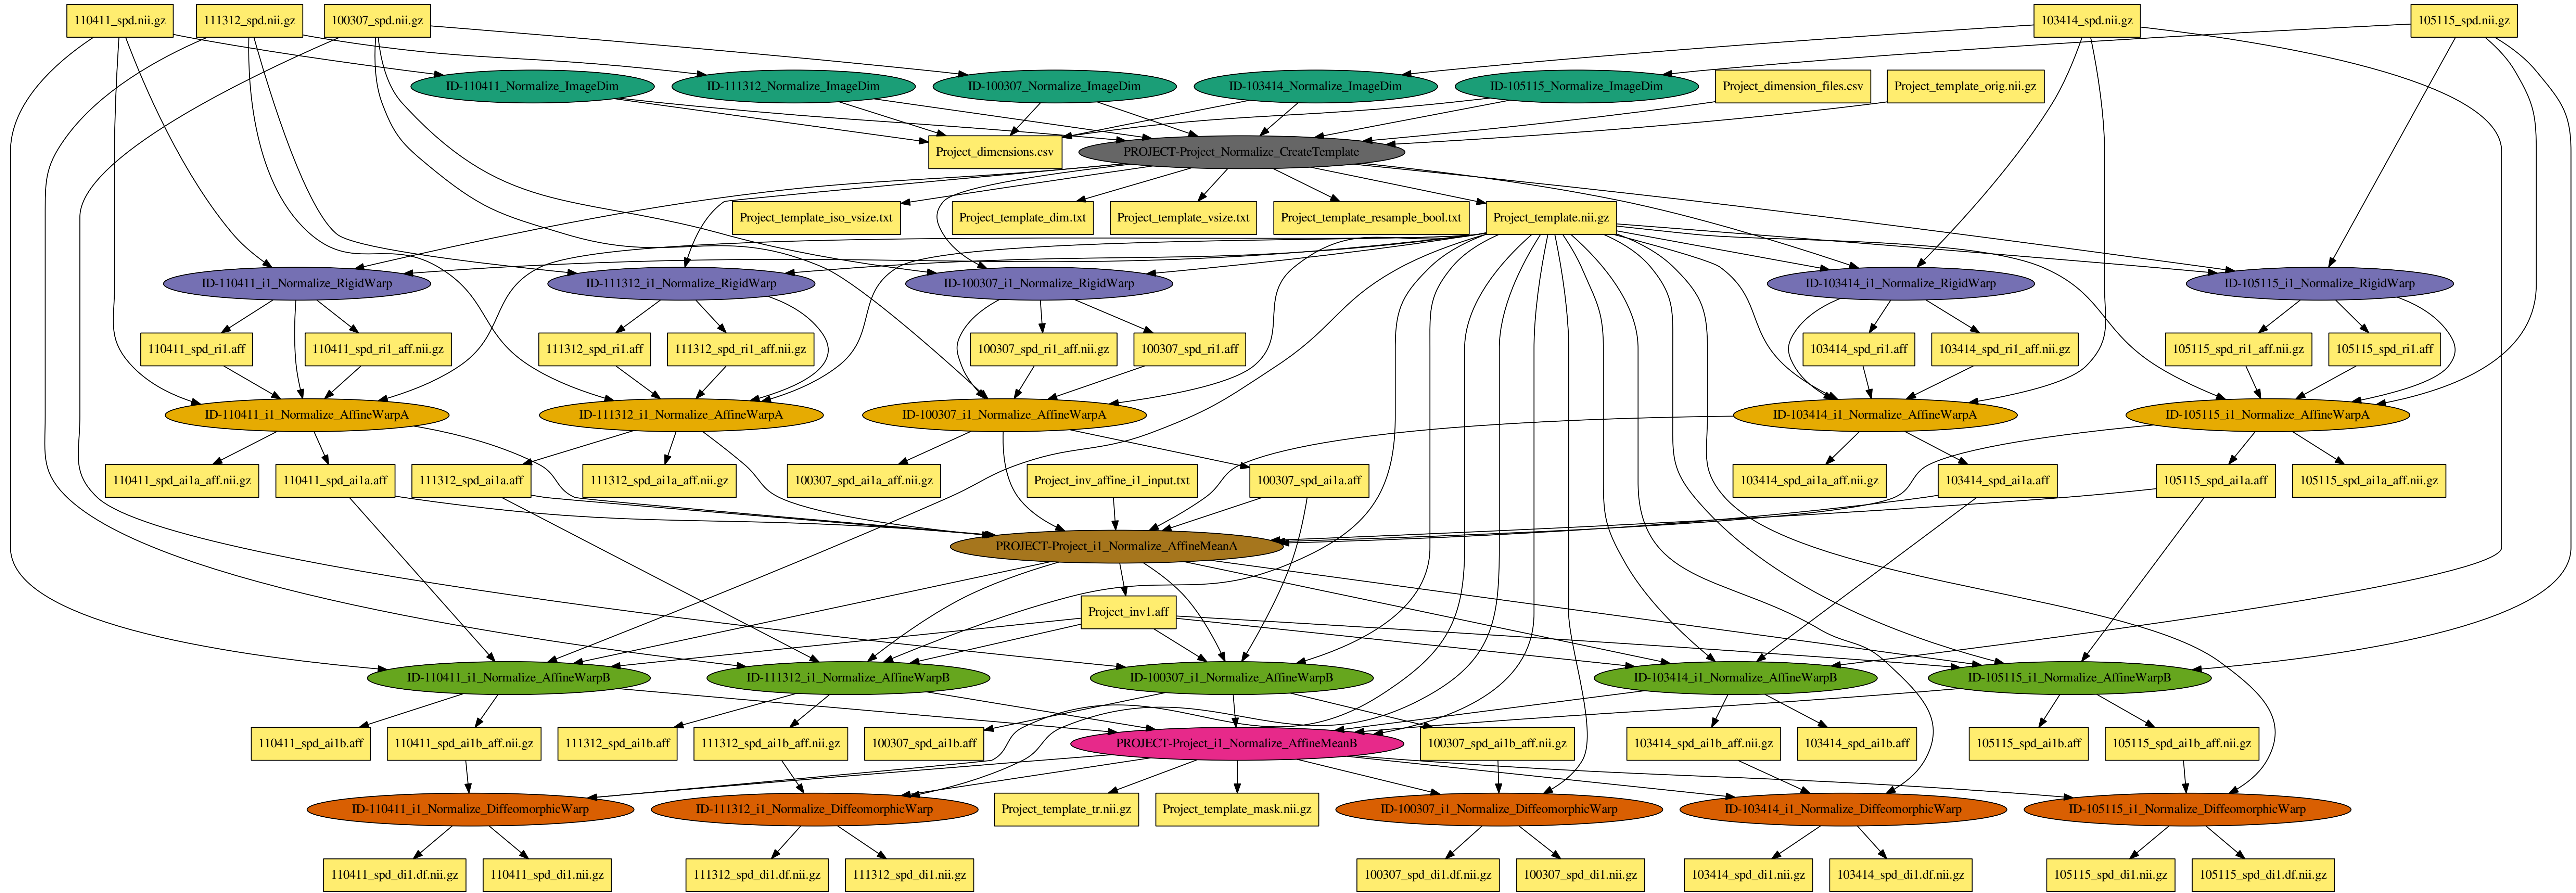 110411_spd.nii.gz
111312_spd.nii.gz
100307_spd.nii.gz
103414_spd.nii.gz
105115_spd.nii.gz
ID-110411_Normalize_ImageDim
ID-111312_Normalize_ImageDim
ID-100307_Normalize_ImageDim
ID-103414_Normalize_ImageDim
ID-105115_Normalize_ImageDim
Project_dimension_files.csv
Project_template_orig.nii.gz
Project_dimensions.csv
PROJECT-Project_Normalize_CreateTemplate
Project_template_iso_vsize.txt
Project_template_dim.txt
Project_template_vsize.txt
Project_template_resample_bool.txt
Project_template.nii.gz
ID-110411_i1_Normalize_RigidWarp
ID-111312_i1_Normalize_RigidWarp
ID-100307_i1_Normalize_RigidWarp
ID-103414_i1_Normalize_RigidWarp
ID-105115_i1_Normalize_RigidWarp
110411_spd_ri1.aff
110411_spd_ri1_aff.nii.gz
111312_spd_ri1.aff
111312_spd_ri1_aff.nii.gz
100307_spd_ri1_aff.nii.gz
100307_spd_ri1.aff
103414_spd_ri1.aff
103414_spd_ri1_aff.nii.gz
105115_spd_ri1_aff.nii.gz
105115_spd_ri1.aff
ID-110411_i1_Normalize_AffineWarpA
ID-111312_i1_Normalize_AffineWarpA
ID-100307_i1_Normalize_AffineWarpA
ID-103414_i1_Normalize_AffineWarpA
ID-105115_i1_Normalize_AffineWarpA
110411_spd_ai1a_aff.nii.gz
110411_spd_ai1a.aff
111312_spd_ai1a.aff
111312_spd_ai1a_aff.nii.gz
100307_spd_ai1a_aff.nii.gz
Project_inv_affine_i1_input.txt
100307_spd_ai1a.aff
103414_spd_ai1a_aff.nii.gz
103414_spd_ai1a.aff
105115_spd_ai1a.aff
105115_spd_ai1a_aff.nii.gz
PROJECT-Project_i1_Normalize_AffineMeanA
Project_inv1.aff
ID-110411_i1_Normalize_AffineWarpB
ID-111312_i1_Normalize_AffineWarpB
ID-100307_i1_Normalize_AffineWarpB
ID-103414_i1_Normalize_AffineWarpB
ID-105115_i1_Normalize_AffineWarpB
110411_spd_ai1b.aff
110411_spd_ai1b_aff.nii.gz
111312_spd_ai1b.aff
111312_spd_ai1b_aff.nii.gz
100307_spd_ai1b.aff
PROJECT-Project_i1_Normalize_AffineMeanB
100307_spd_ai1b_aff.nii.gz
103414_spd_ai1b_aff.nii.gz
103414_spd_ai1b.aff
105115_spd_ai1b.aff
105115_spd_ai1b_aff.nii.gz
ID-110411_i1_Normalize_DiffeomorphicWarp
ID-111312_i1_Normalize_DiffeomorphicWarp
Project_template_tr.nii.gz
Project_template_mask.nii.gz
ID-100307_i1_Normalize_DiffeomorphicWarp
ID-103414_i1_Normalize_DiffeomorphicWarp
ID-105115_i1_Normalize_DiffeomorphicWarp
110411_spd_di1.df.nii.gz
110411_spd_di1.nii.gz
111312_spd_di1.df.nii.gz
111312_spd_di1.nii.gz
100307_spd_di1.df.nii.gz
100307_spd_di1.nii.gz
103414_spd_di1.nii.gz
103414_spd_di1.df.nii.gz
105115_spd_di1.nii.gz
105115_spd_di1.df.nii.gz